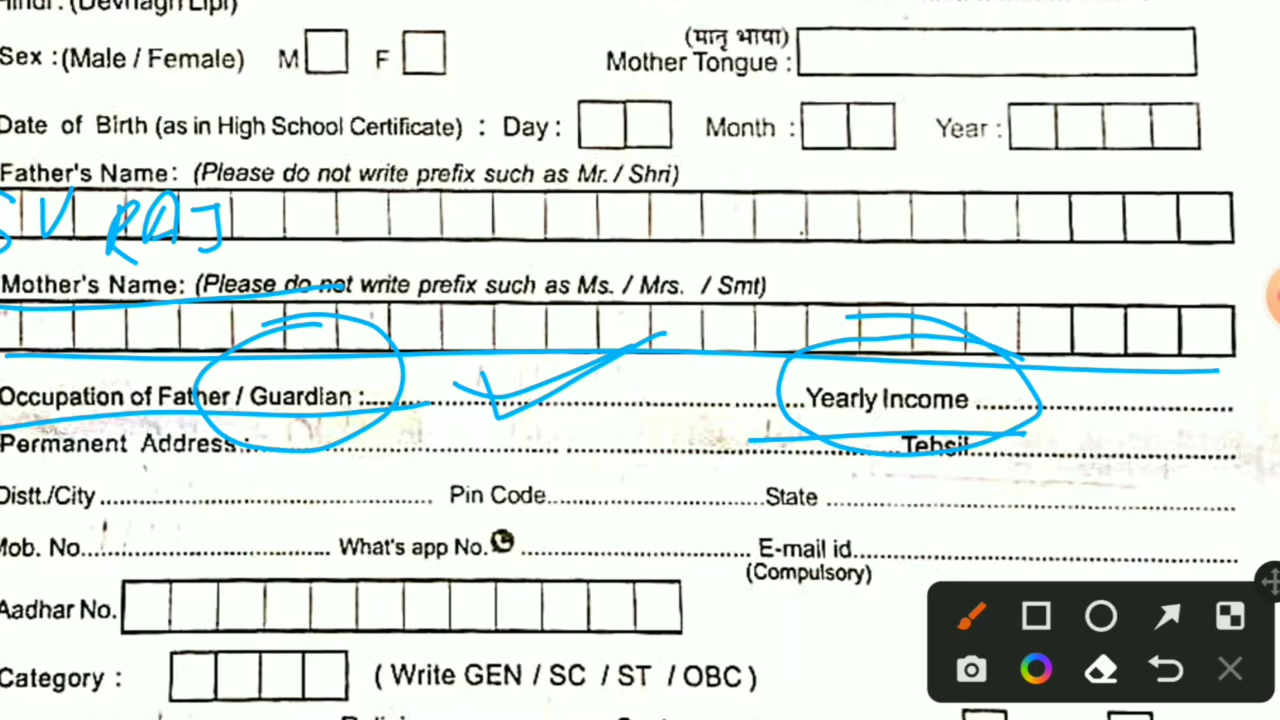 Hindi : (Devnagri Lipi)
Sex : (Male / Female) M F (मातृ भाषा)
Mother Tongue :
Date of Birth (as in High School Certificate) : Day : Month : Year :
Father's Name: (Please do not write prefix such as Mr. / Shri)
SV RAJ
Mother's Name: (Please do not write prefix such as Ms. / Mrs. / Smt)
Occupation of Father / Guardian :.......... Yearly Income ..........
Permanent Address:.......... Tehsil..........
Distt./City .......... Pin Code.......... State ..........
Mob. No.......... What's app No. .......... E-mail id..........
(Compulsory)
Aadhar No.
Category : ( Write GEN / SC / ST / OBC )